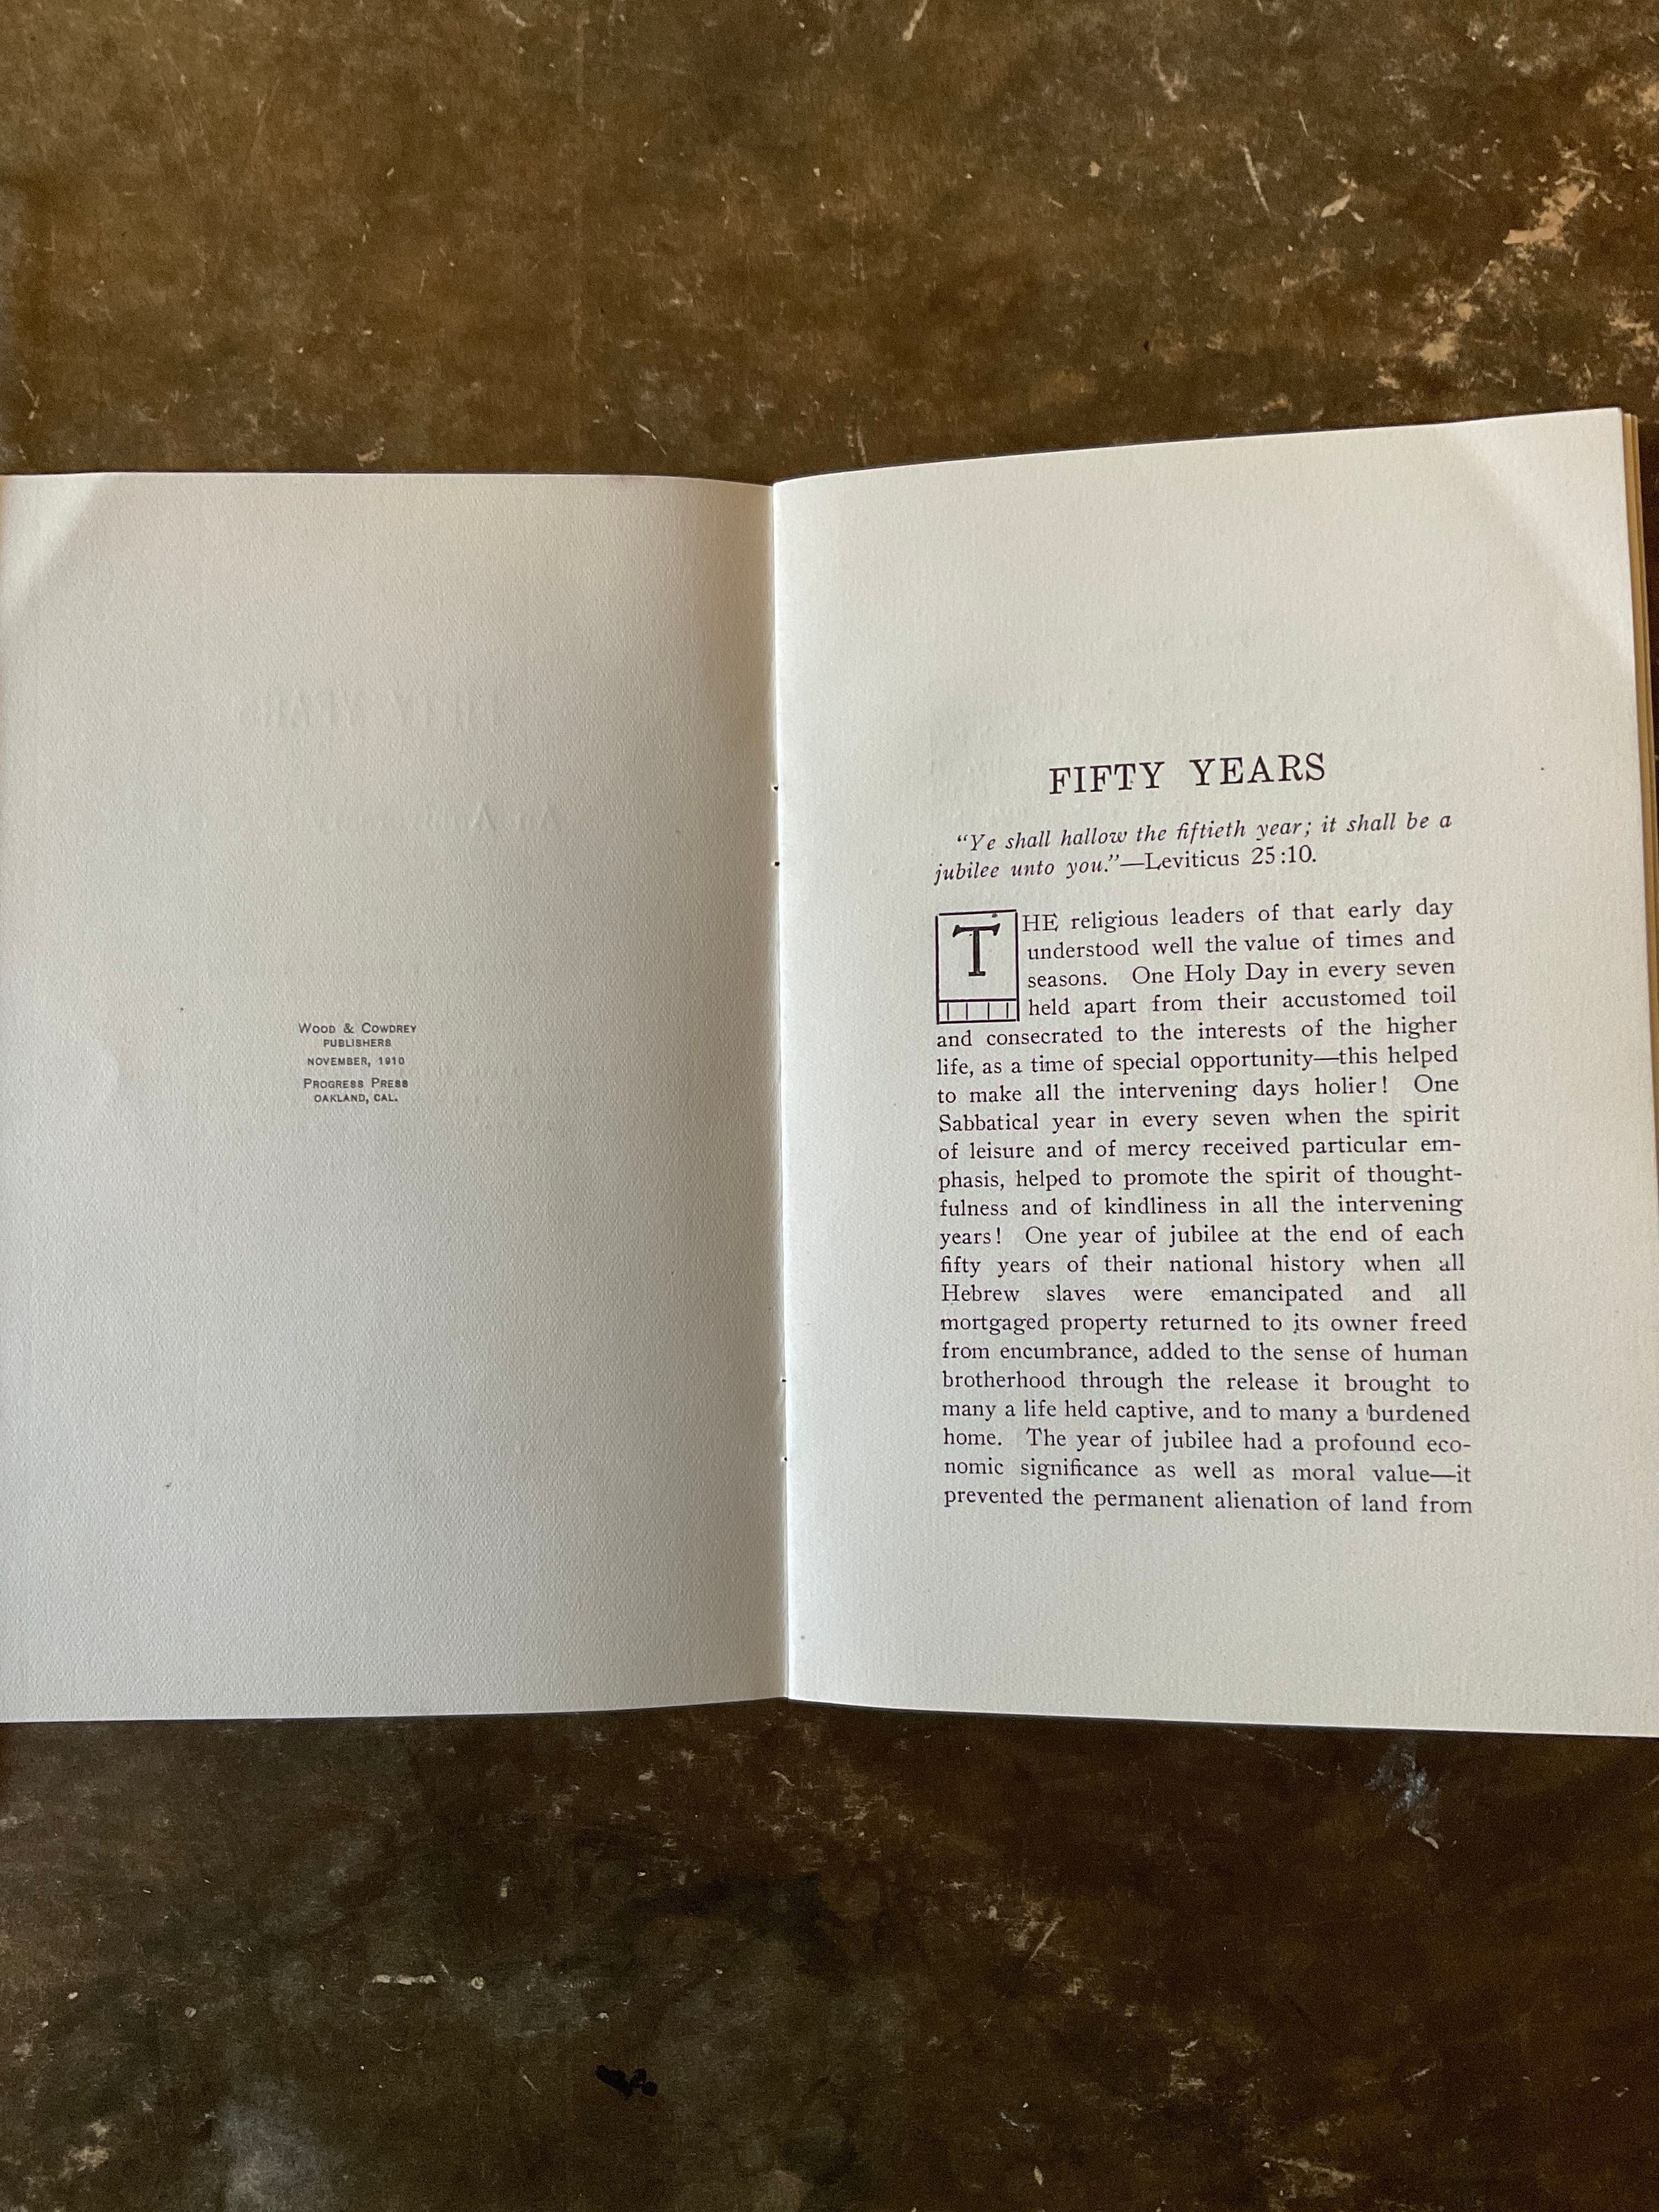 WOOD & COWDREY
PUBLISHERS
NOVEMBER, 1910
PROGRESS PRESS
OAKLAND, CAL.
FIFTY YEARS
"Ye shall hallow the fiftieth year; it shall be a
jubilee unto you."—Leviticus 25:10.
THE religious leaders of that early day
understood well the value of times and
seasons. One Holy Day in every seven
held apart from their accustomed toil
and consecrated to the interests of the higher
life, as a time of special opportunity—this helped
to make all the intervening days holier! One
Sabbatical year in every seven when the spirit
of leisure and of mercy received particular em-
phasis, helped to promote the spirit of thought-
fulness and of kindliness in all the intervening
years! One year of jubilee at the end of each
fifty years of their national history when all
Hebrew slaves were emancipated and all
mortgaged property returned to its owner freed
from encumbrance, added to the sense of human
brotherhood through the release it brought to
many a life held captive, and to many a burdened
home. The year of jubilee had a profound eco-
nomic significance as well as moral value—it
prevented the permanent alienation of land from